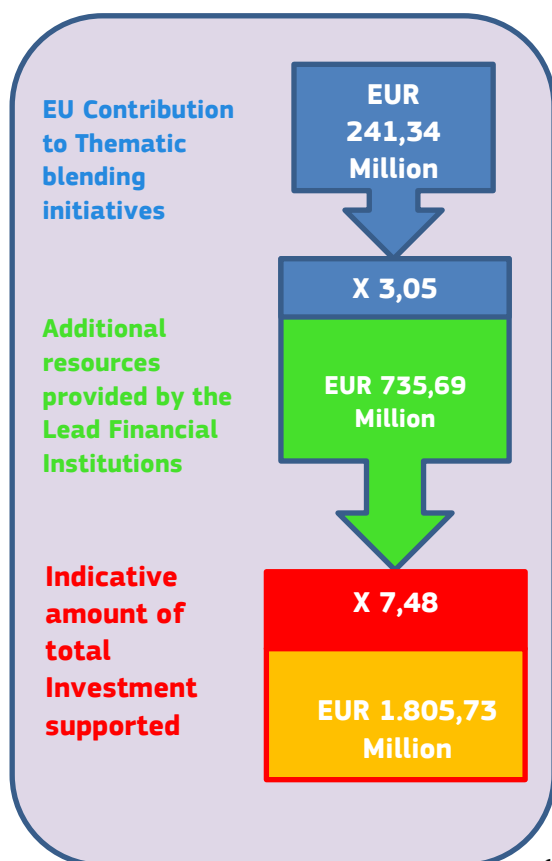 EU Contribution
to Thematic
blending
initiatives
EUR
241,34
Million
X 3,05
Additional
resources
provided by the
Lead Financial
Institutions
EUR 735,69
Million
Indicative
amount of
total
Investment
supported
X 7,48
EUR 1.805,73
Million